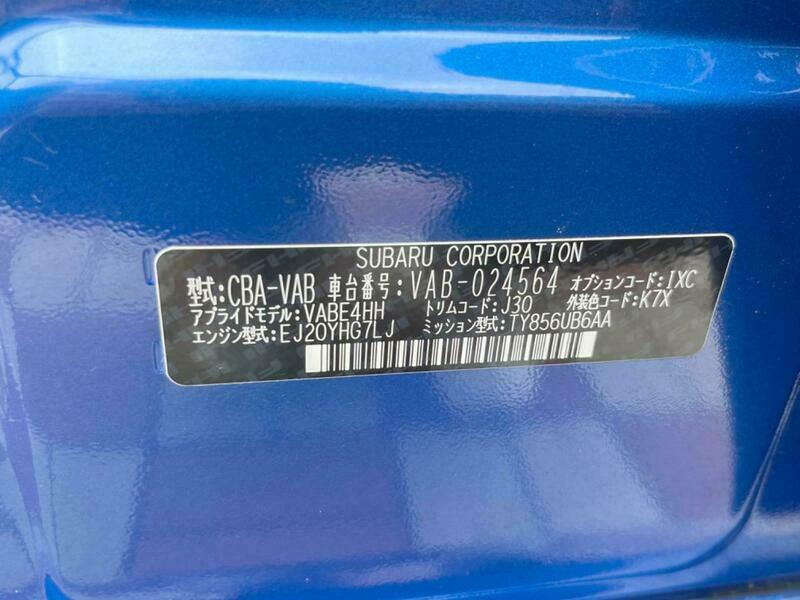 SUBARU CORPORATION
型式:CBA-VAB 車台番号:VAB-024564 オプションコード:IXC
アプライドモデル:VABE4HH トリムコード:J30 外装色コード:K7X
エンジン型式:EJ20YHG7LJ ミッション型式:TY856UB6AA